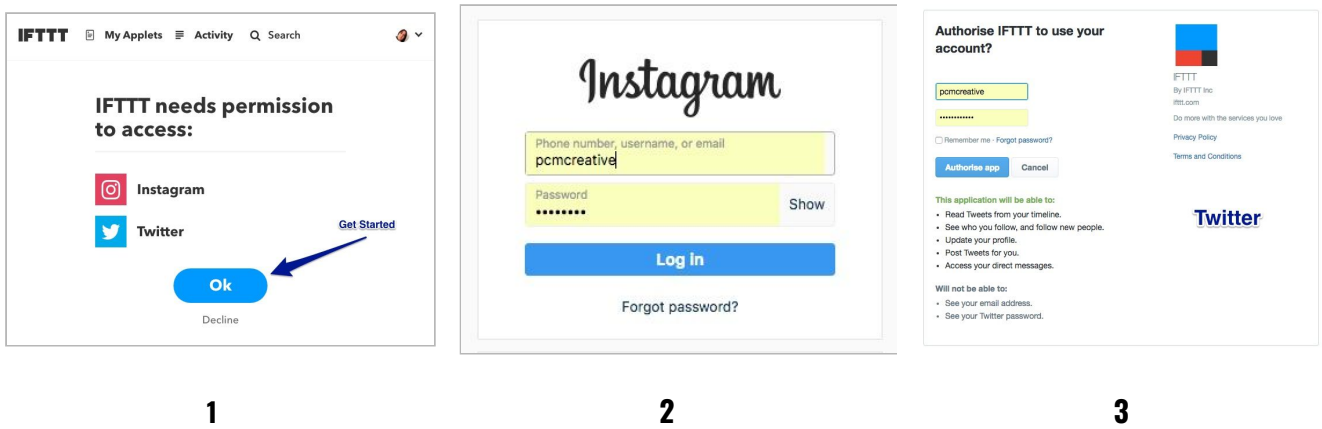 IFTTT My Applets Activity Search
IFTTT needs permission
to access:
Instagram
Twitter
Get Started
Ok
Decline
1
Instagram
Phone number, username, or email
pcmcreative
Password
••••••••
Show
Log in
Forgot password?
2
Authorise IFTTT to use your
account?
pcmcreative
••••••••••••
Remember me · Forgot password?
Authorise app Cancel
This application will be able to:
• Read Tweets from your timeline.
• See who you follow, and follow new people.
• Update your profile.
• Post Tweets for you.
• Access your direct messages.
Will not be able to:
• See your email address.
• See your Twitter password.
IFTTT
By IFTTT Inc
ifttt.com
Do more with the services you love
Privacy Policy
Terms and Conditions
Twitter
3